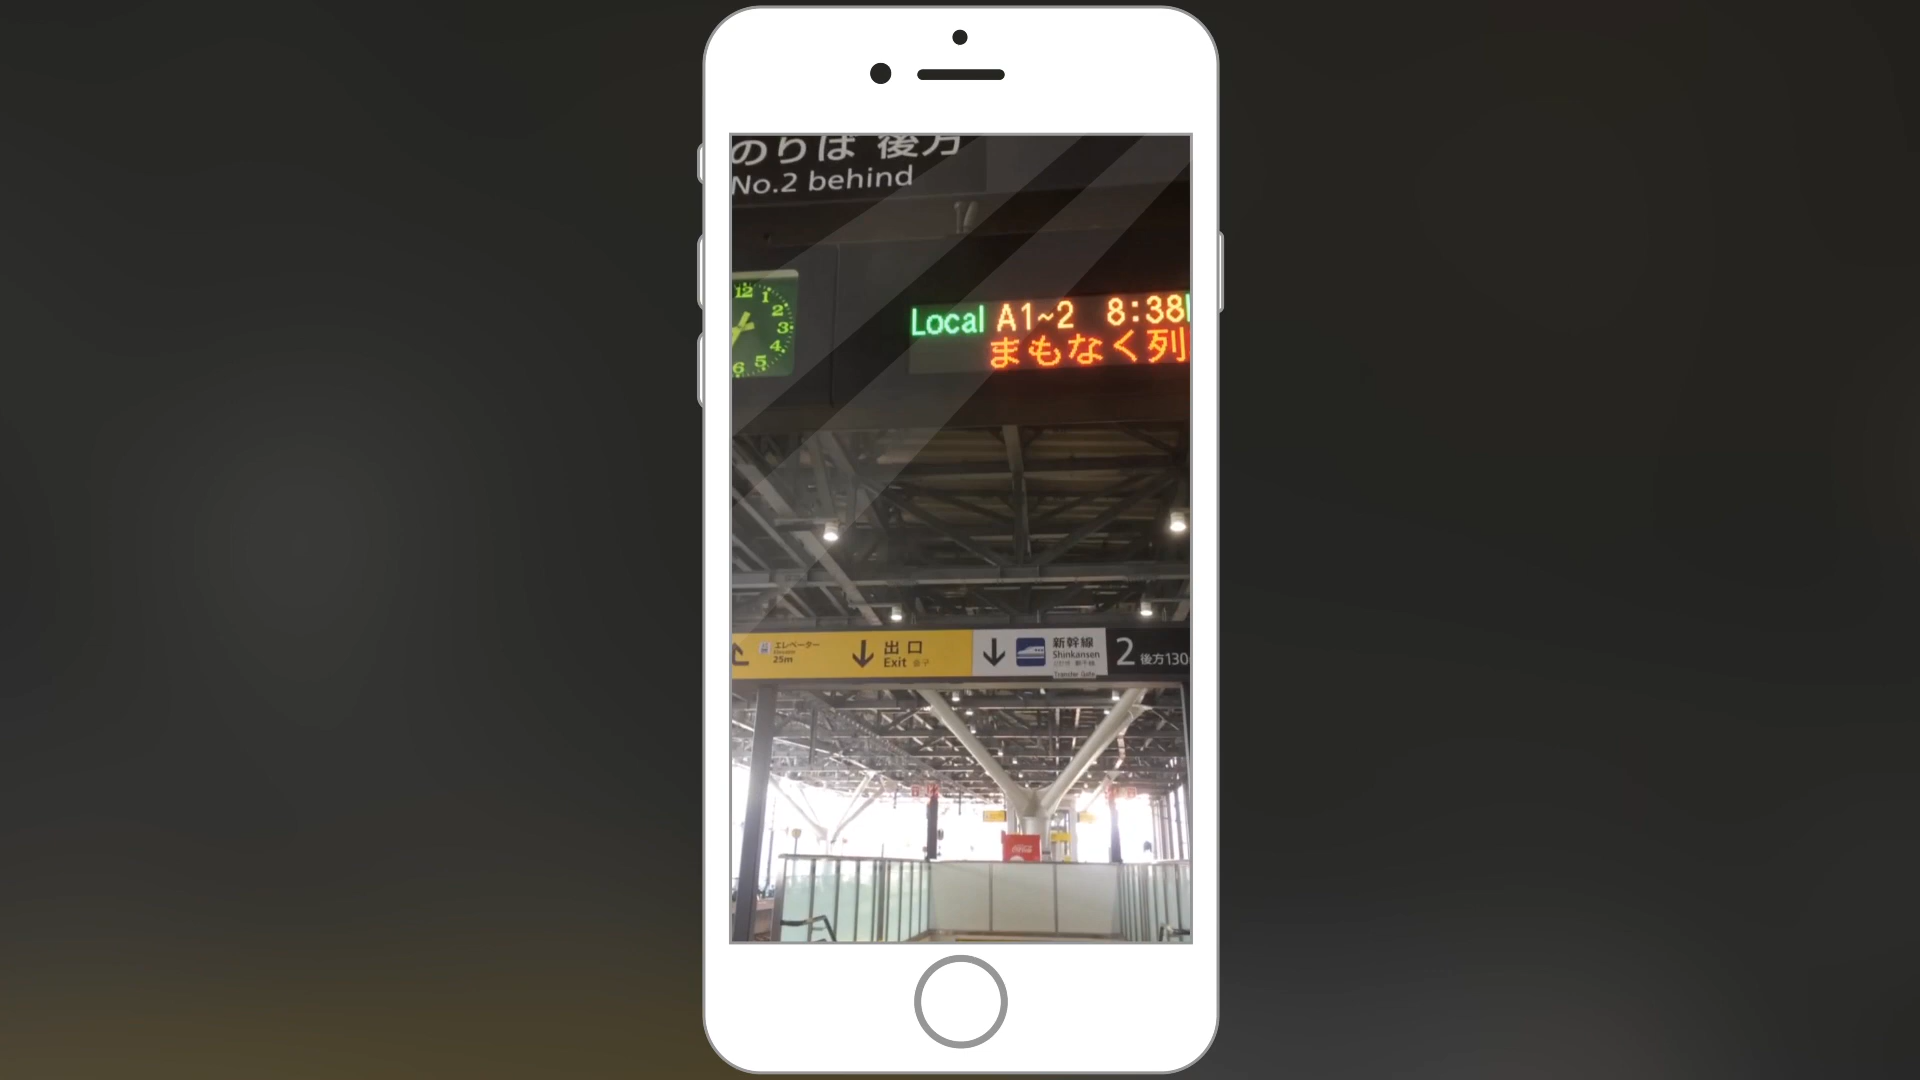 のりば 後方
No.2 behind
12
1
2
3
4
5
6
Local A1~2 8:38
まもなく列
エレベーター
25m
出口
Exit
新幹線
Shinkansen
Transfer Gate
2 後方130